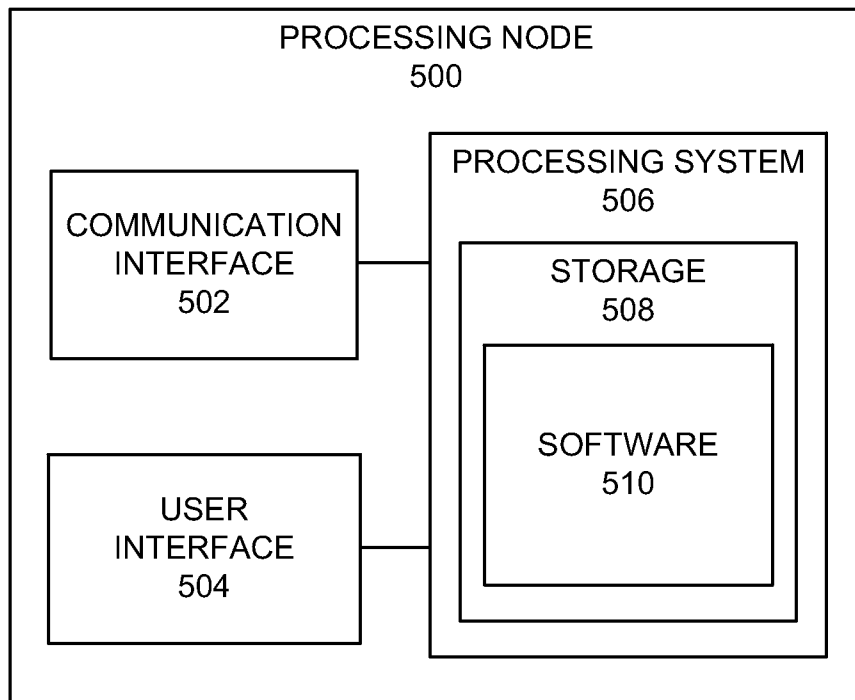 PROCESSING NODE
500
COMMUNICATION
INTERFACE
502
USER
INTERFACE
504
PROCESSING SYSTEM
506
STORAGE
508
SOFTWARE
510